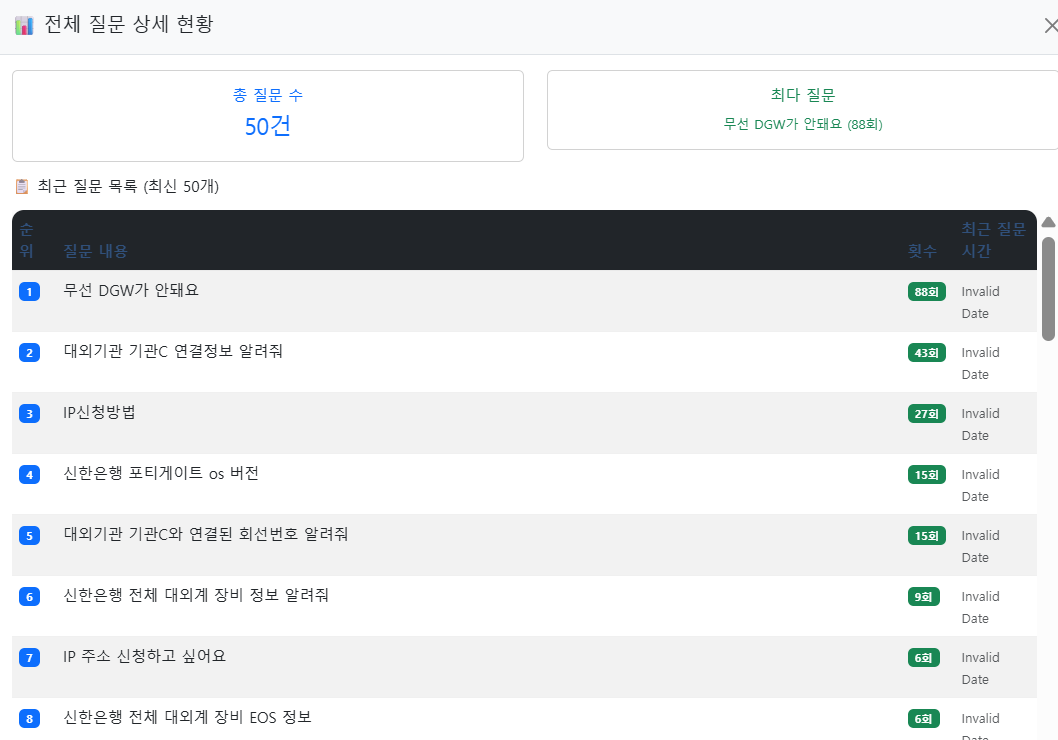 전체 질문 상세 현황
총 질문 수
50건
최다 질문
무선 DGW가 안돼요 (88회)
최근 질문 목록 (최신 50개)
순위 질문 내용 횟수 최근 질문 시간
1 무선 DGW가 안돼요 88회 Invalid Date
2 대외기관 기관C 연결정보 알려줘 43회 Invalid Date
3 IP신청방법 27회 Invalid Date
4 신한은행 포티게이트 os 버전 15회 Invalid Date
5 대외기관 기관C와 연결된 회선번호 알려줘 15회 Invalid Date
6 신한은행 전체 대외계 장비 정보 알려줘 9회 Invalid Date
7 IP 주소 신청하고 싶어요 6회 Invalid Date
8 신한은행 전체 대외계 장비 EOS 정보 6회 Invalid Date